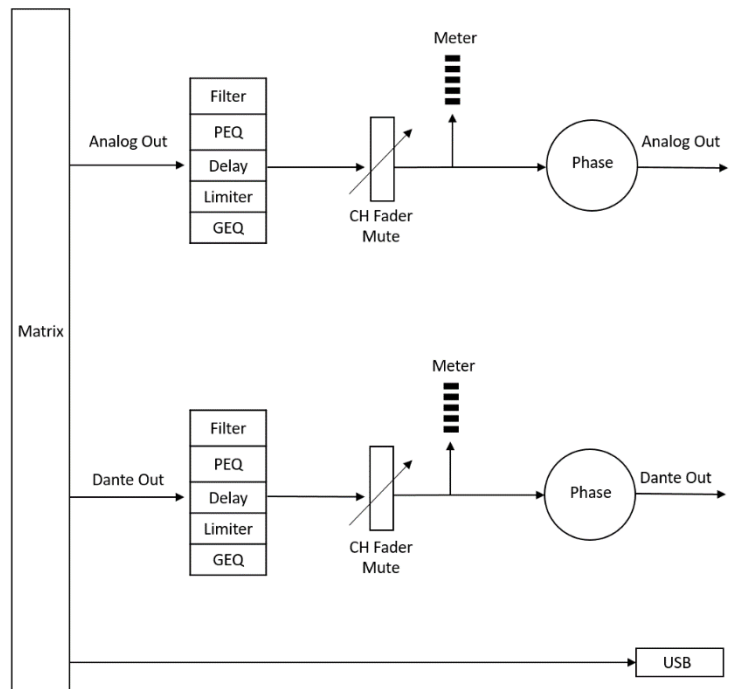 Meter
Filter
PEQ
Analog Out
Delay
Limiter
GEQ
CH Fader
Mute
Phase
Analog Out
Matrix
Meter
Filter
PEQ
Dante Out
Delay
Limiter
GEQ
CH Fader
Mute
Phase
Dante Out
USB